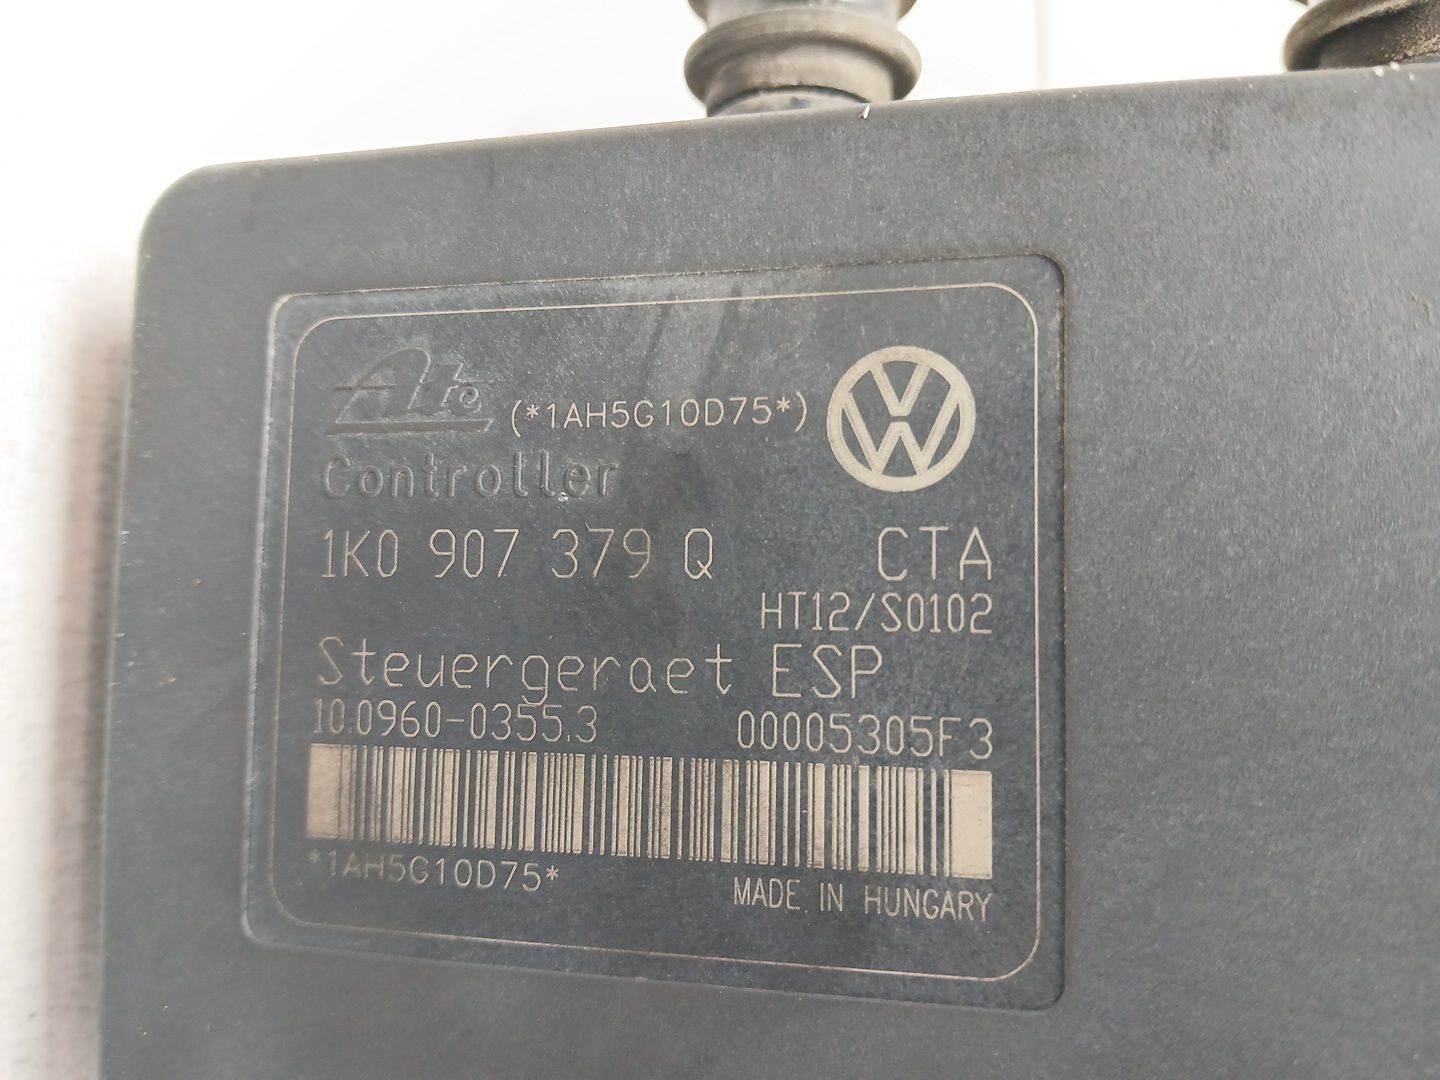 Ate (*1AH5G10D75*)
Controller
1K0 907 379 Q CTA
HT12/S0102
Steuergeraet ESP
10.0960-0355.3 00005305F3
*1AH5G10D75*
MADE IN HUNGARY